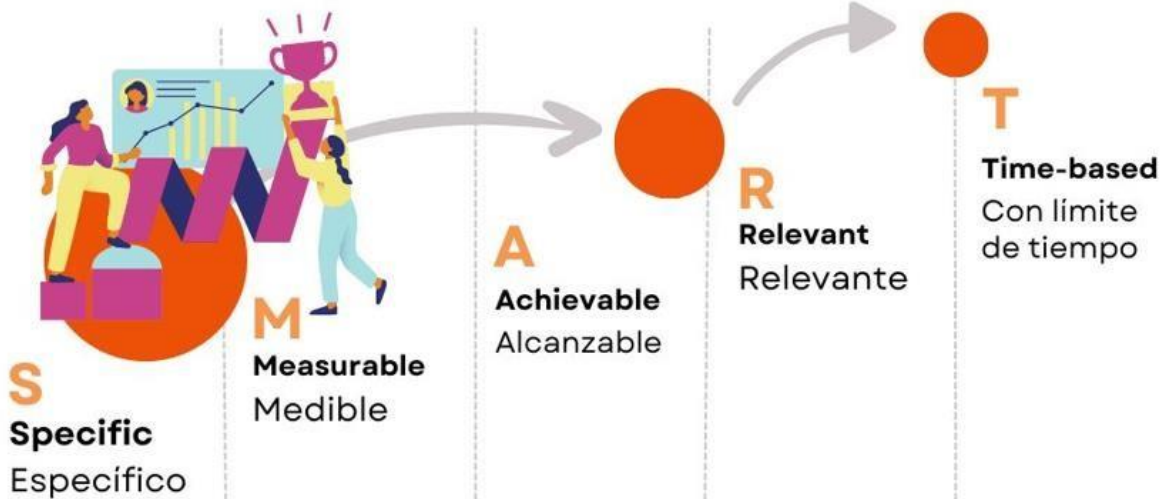 S
Specific
Específico
M
Measurable
Medible
A
Achievable
Alcanzable
R
Relevant
Relevante
T
Time-based
Con límite
de tiempo